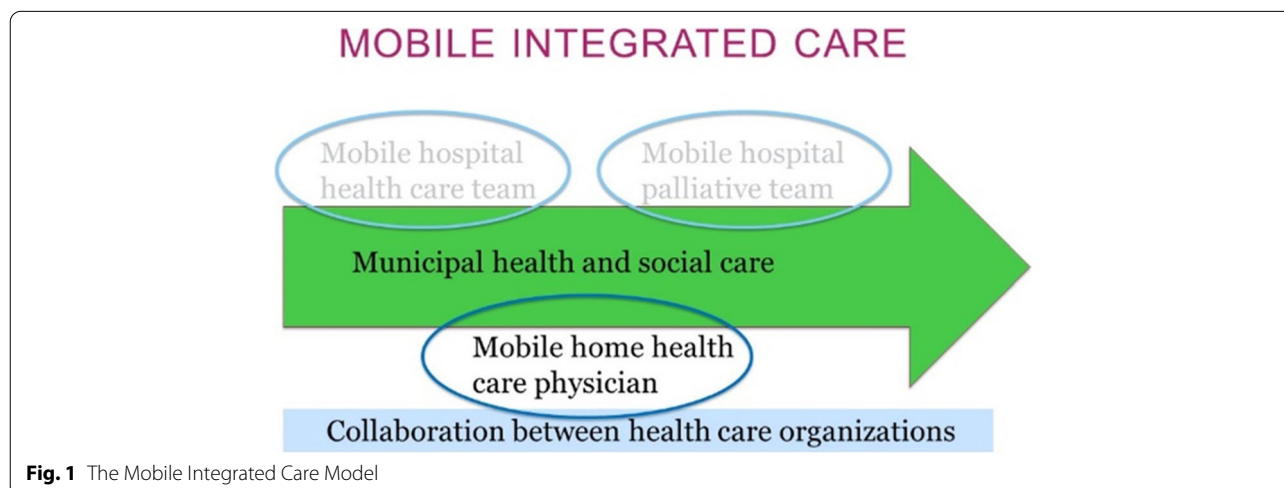 MOBILE INTEGRATED CARE
Mobile hospital
health care team
Mobile hospital
palliative team
Municipal health and social care
Mobile home health
care physician
Collaboration between health care organizations
Fig. 1 The Mobile Integrated Care Model